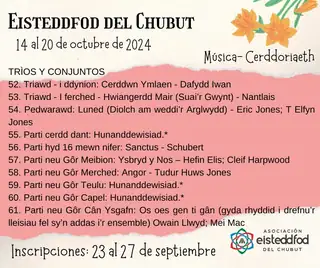 EISTEDDFOD DEL CHUBUT
14 al 20 de octubre de 2024
Música- Cerddoriaeth
TRÍOS Y CONJUNTOS
52. Triawd - i ddynion: Cerddwn Ymlaen - Dafydd Iwan
53. Triawd - I ferched - Hwiangerdd Mair (Suai'r Gwynt) - Nantlais
54. Pedwarawd: Luned (Diolch am weddi'r Arglwydd) - Eric Jones; T Elfyn
Jones
55. Parti cerdd dant: Hunanddewisiad.*
56. Parti hyd 16 mewn nifer: Sanctus - Schubert
57. Parti neu Gôr Meibion: Ysbryd y Nos – Hefin Elis; Cleif Harpwood
58. Parti neu Gôr Merched: Angor - Tudur Huws Jones
59. Parti neu Gôr Teulu: Hunanddewisiad.*
60. Parti neu Gôr Capel: Hunanddewisiad.*
61. Parti neu Gôr Cân Ysgafn: Os oes gen ti gân (gyda rhyddid i drefnu'r
lleisiau fel sy'n addas i'r ensemble) Owain Llwyd; Mei Mac
Inscripciones: 23 al 27 de septiembre
ASOCIACIÓN
eisteddfod
DEL CHUBUT